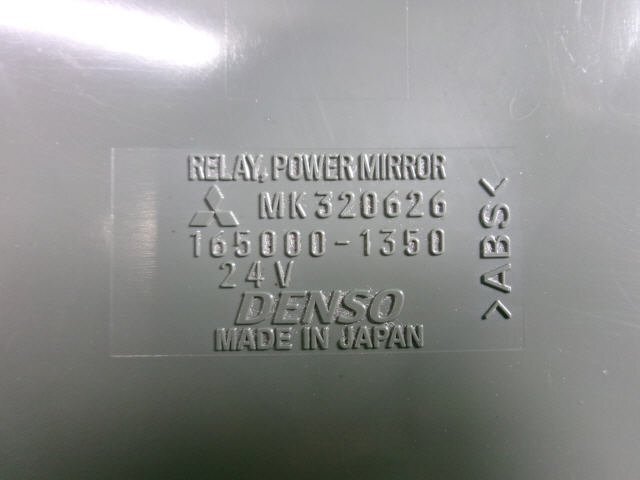 RELAY, POWER MIRROR
MK320626
165000-1350
24V
DENSO
MADE IN JAPAN
>ABS<